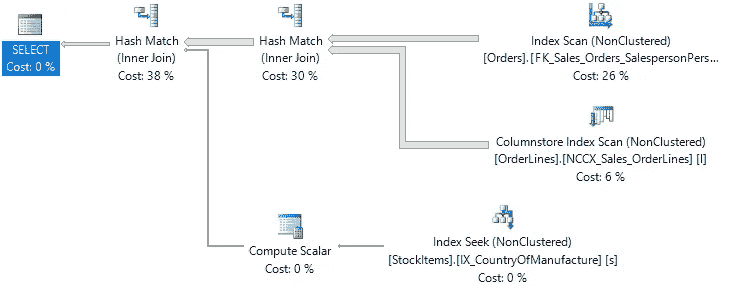 SELECT
Cost: 0 %
Hash Match
(Inner Join)
Cost: 38 %
Hash Match
(Inner Join)
Cost: 30 %
Index Scan (NonClustered)
[Orders].[FK_Sales_Orders_SalespersonPers...
Cost: 26 %
Columnstore Index Scan (NonClustered)
[OrderLines].[NCCX_Sales_OrderLines] [l]
Cost: 6 %
Compute Scalar
Cost: 0 %
Index Seek (NonClustered)
[StockItems].[IX_CountryOfManufacture] [s]
Cost: 0 %